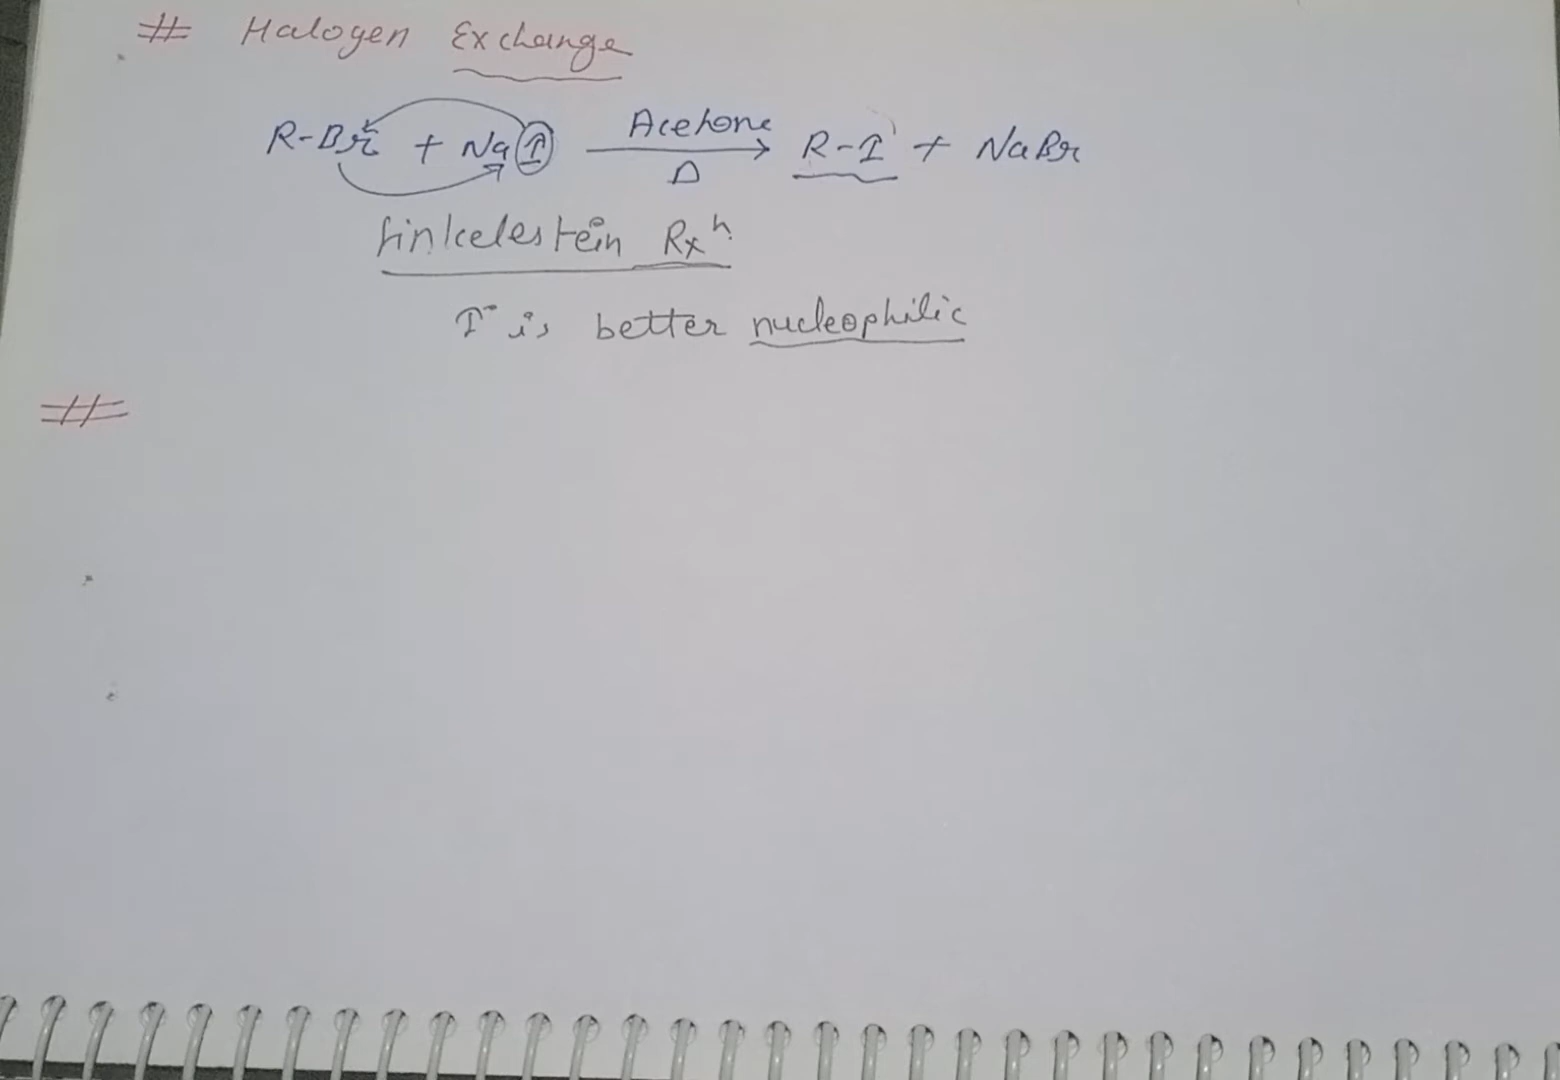 # Halogen Exchange
R-Br + NaI Acetone Δ → R-I + NaBr
Finkelestein Rxⁿ
I⁻ is better nucleophilic
#